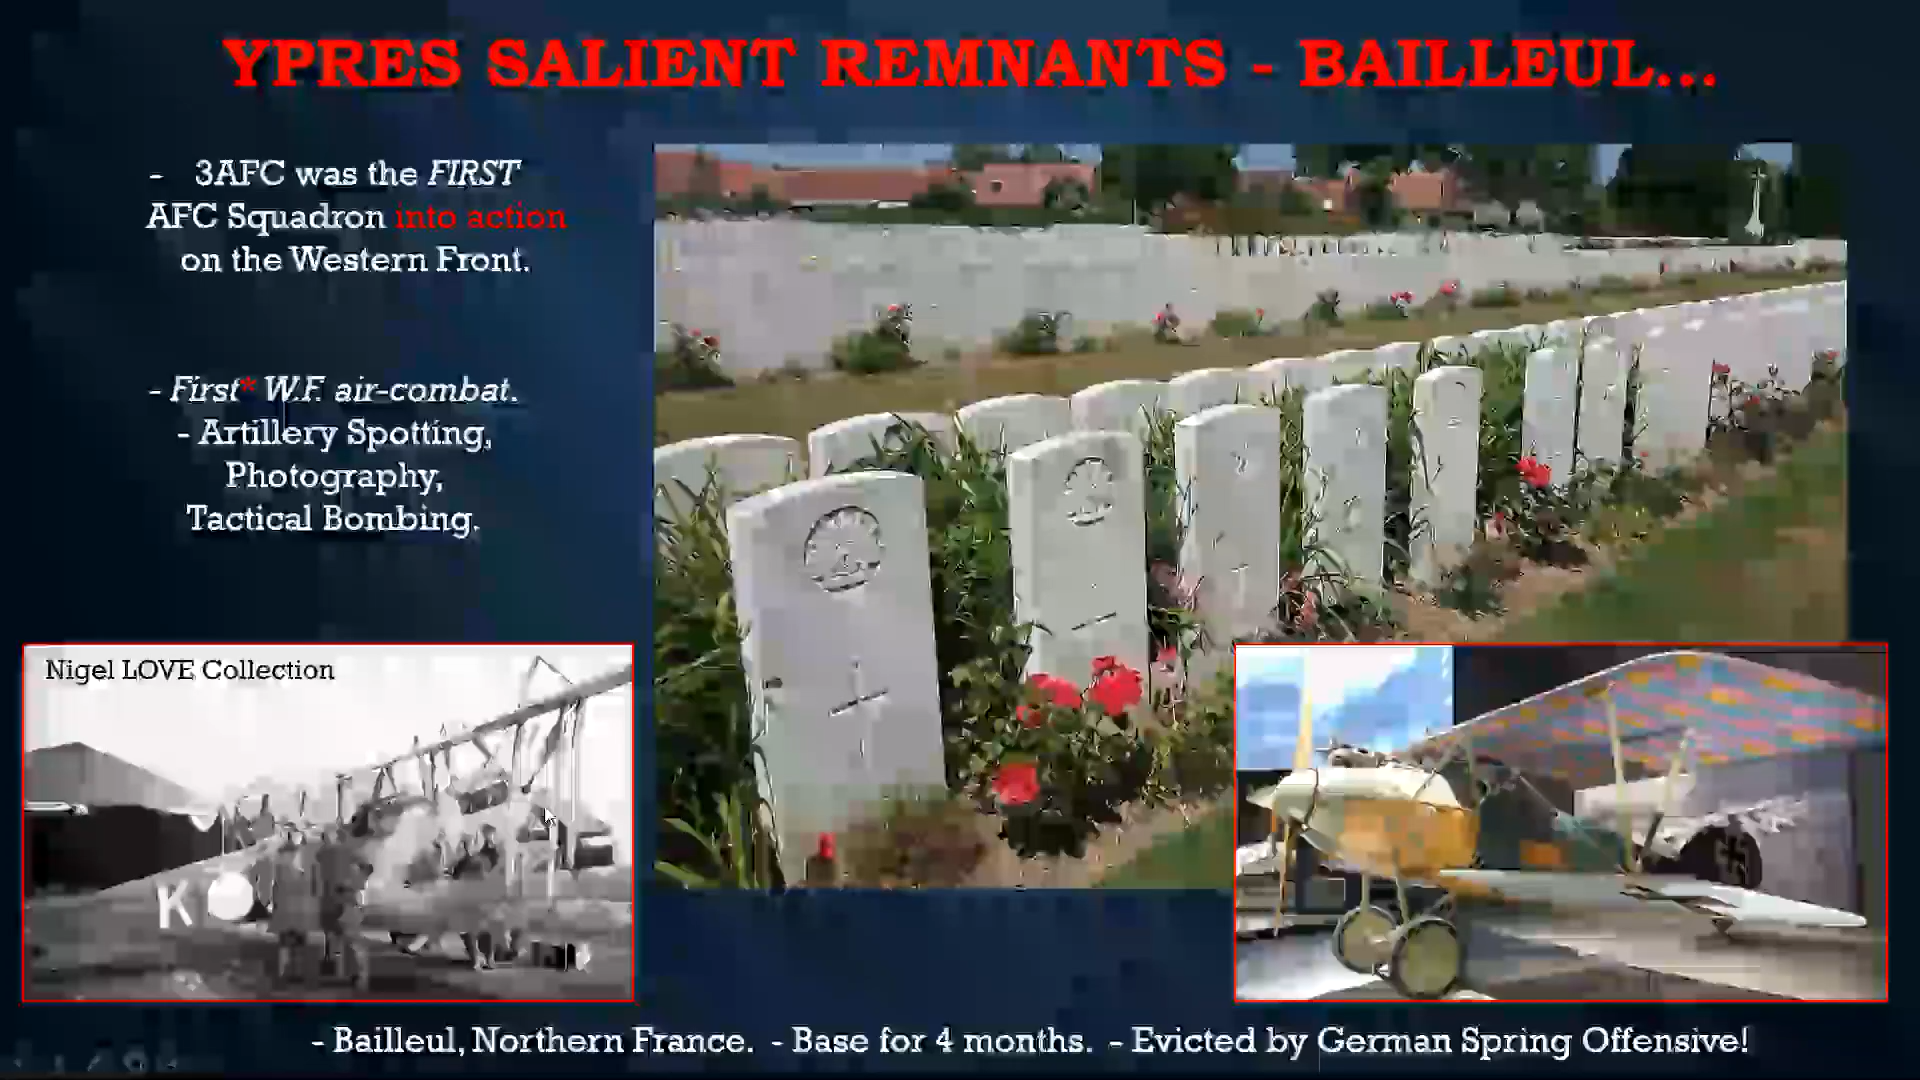 YPRES SALIENT REMNANTS - BAILLEUL...
- 3AFC was the FIRST
AFC Squadron into action
on the Western Front.
- First* W.F. air-combat.
- Artillery Spotting,
Photography,
Tactical Bombing.
Nigel LOVE Collection
K
- Bailleul, Northern France. - Base for 4 months. - Evicted by German Spring Offensive!